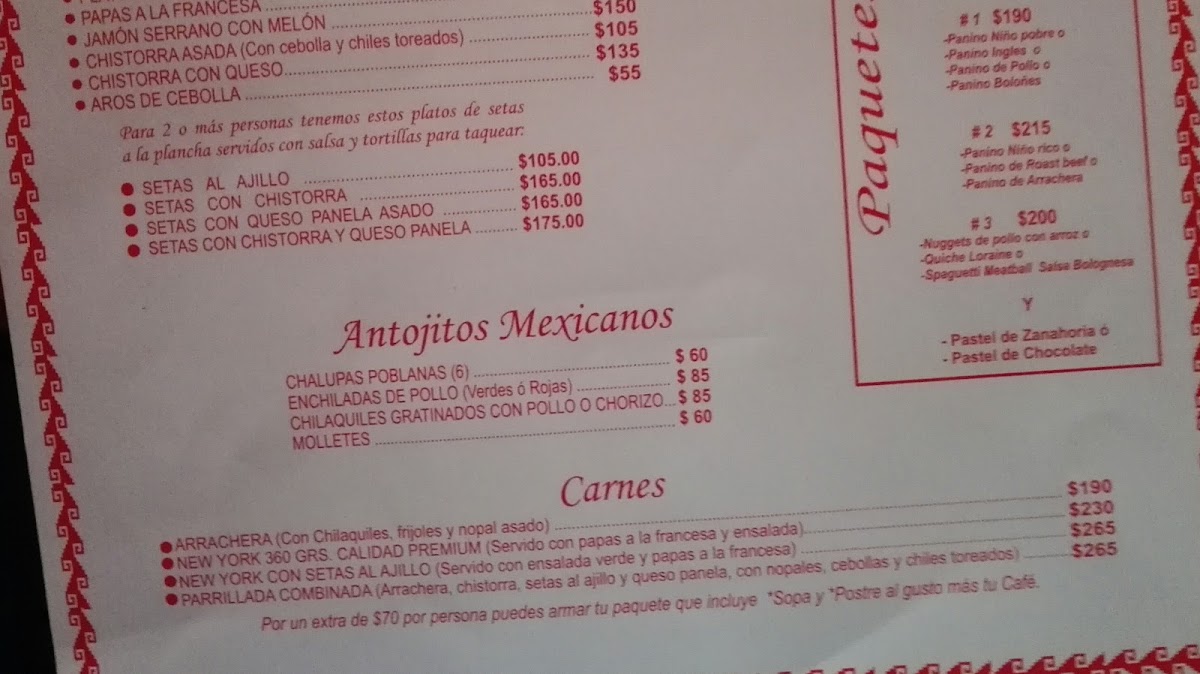 PAPAS A LA FRANCESA
JAMÓN SERRANO CON MELÓN $150
CHISTORRA ASADA (Con cebolla y chiles toreados) $105
CHISTORRA CON QUESO $135
AROS DE CEBOLLA $55
Para 2 o más personas tenemos estos platos de setas
a la plancha servidos con salsa y tortillas para taquear:
SETAS AL AJILLO $105.00
SETAS CON CHISTORRA $165.00
SETAS CON QUESO PANELA ASADO $165.00
SETAS CON CHISTORRA Y QUESO PANELA $175.00
Antojitos Mexicanos
CHALUPAS POBLANAS (6) $ 60
ENCHILADAS DE POLLO (Verdes ó Rojas) $ 85
CHILAQUILES GRATINADOS CON POLLO O CHORIZO $ 85
MOLLETES $ 60
Carnes
ARRACHERA (Con Chilaquiles, frijoles y nopal asado) $190
NEW YORK 360 GRS. CALIDAD PREMIUM (Servido con papas a la francesa y ensalada) $230
NEW YORK CON SETAS AL AJILLO (Servido con ensalada verde y papas a la francesa) $265
PARRILLADA COMBINADA (Arrachera, chistorra, setas al ajillo y queso panela, con nopales, cebollas y chiles toreados) $265
Por un extra de $70 por persona puedes armar tu paquete que incluye *Sopa y *Postre al gusto más tu Café.
Paquetes
# 1 $190
-Panino Niño pobre o
-Panino Ingles o
-Panino de Pollo o
-Panino Boloñes
# 2 $215
-Panino Niño rico o
-Panino de Roast beef o
-Panino de Arrachera
# 3 $200
-Nuggets de pollo con arroz o
-Quiche Loraine o
-Spaguetti Meatball Salsa Bolognesa
Y
- Pastel de Zanahoria ó
- Pastel de Chocolate